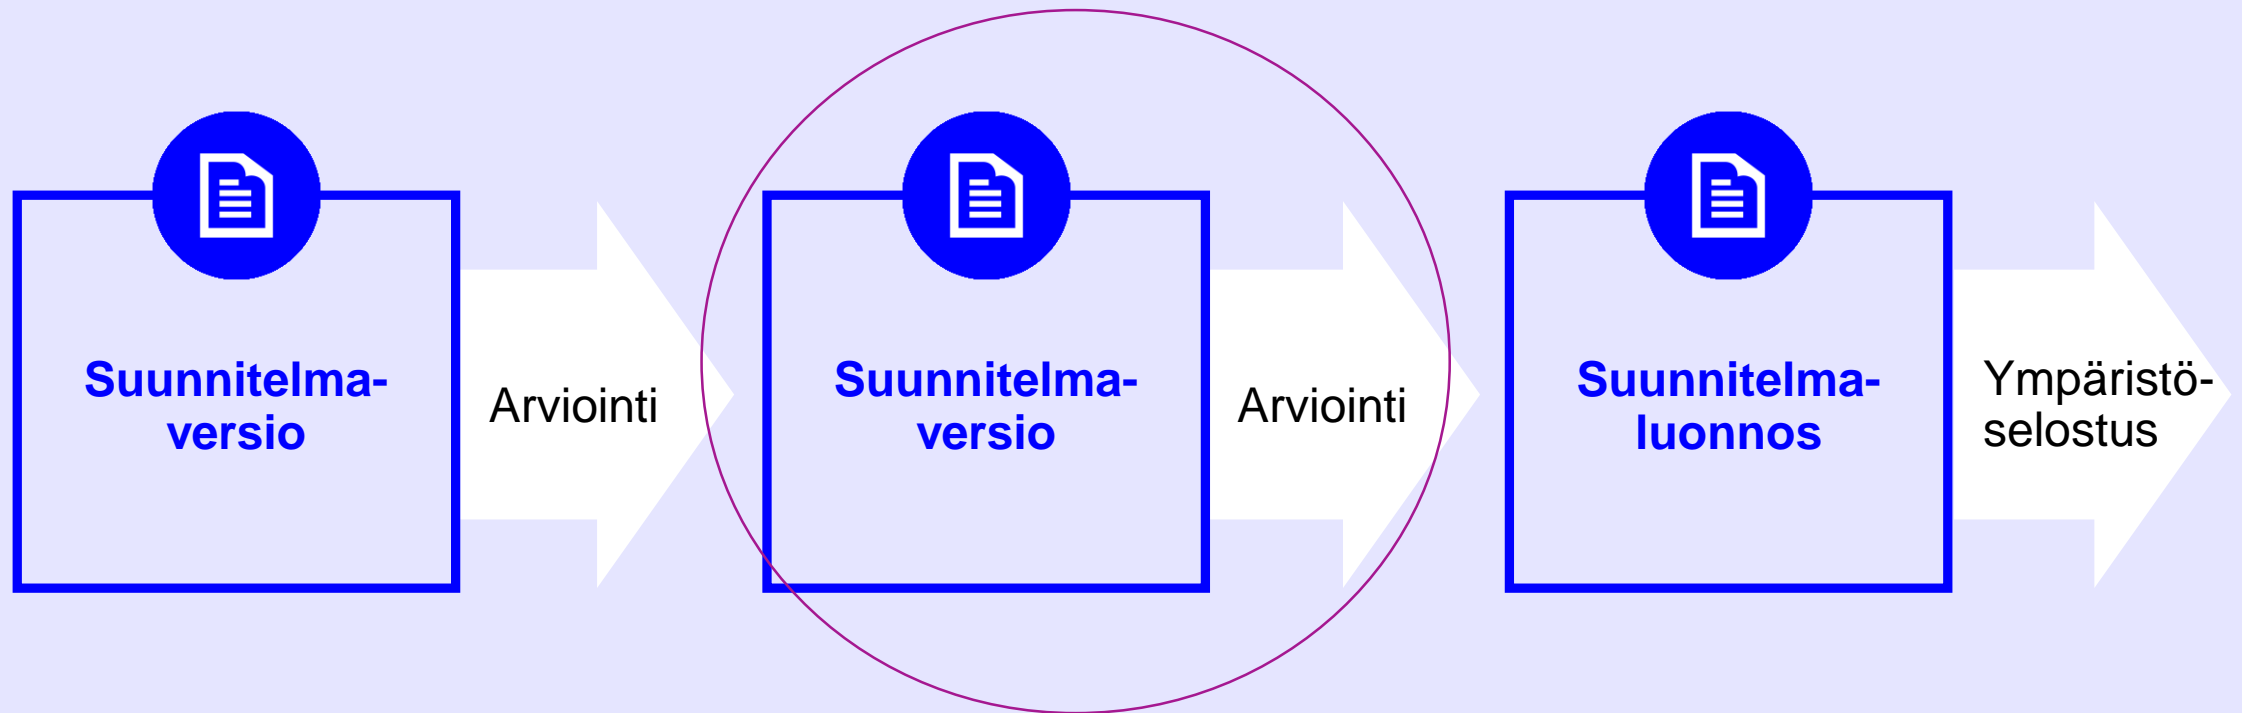 Suunnitelma-
versio
Arviointi
Suunnitelma-
versio
Arviointi
Suunnitelma-
luonnos
Ympäristö-
selostus